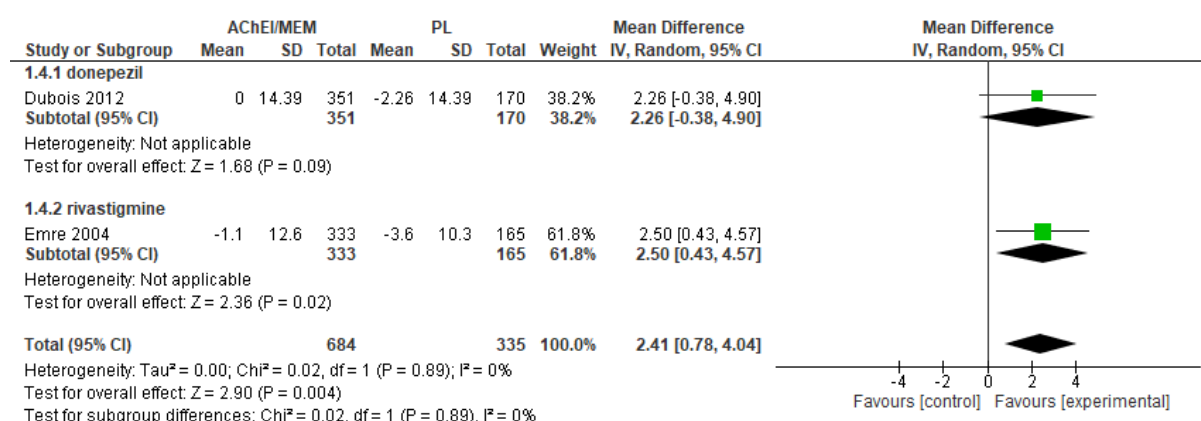 AChEI/MEM PL Mean Difference Mean Difference
Study or Subgroup Mean SD Total Mean SD Total Weight IV, Random, 95% CI IV, Random, 95% CI
1.4.1 donepezil
Dubois 2012 0 14.39 351 -2.26 14.39 170 38.2% 2.26 [-0.38, 4.90]
Subtotal (95% CI) 351 170 38.2% 2.26 [-0.38, 4.90]
Heterogeneity: Not applicable
Test for overall effect: Z = 1.68 (P = 0.09)
1.4.2 rivastigmine
Emre 2004 -1.1 12.6 333 -3.6 10.3 165 61.8% 2.50 [0.43, 4.57]
Subtotal (95% CI) 333 165 61.8% 2.50 [0.43, 4.57]
Heterogeneity: Not applicable
Test for overall effect: Z = 2.36 (P = 0.02)
Total (95% CI) 684 335 100.0% 2.41 [0.78, 4.04]
Heterogeneity: Tau² = 0.00; Chi² = 0.02, df = 1 (P = 0.89); I² = 0%
Test for overall effect: Z = 2.90 (P = 0.004)
Test for subgroup differences: Chi² = 0.02, df = 1 (P = 0.89), I² = 0%
-4 -2 0 2 4
Favours [control] Favours [experimental]